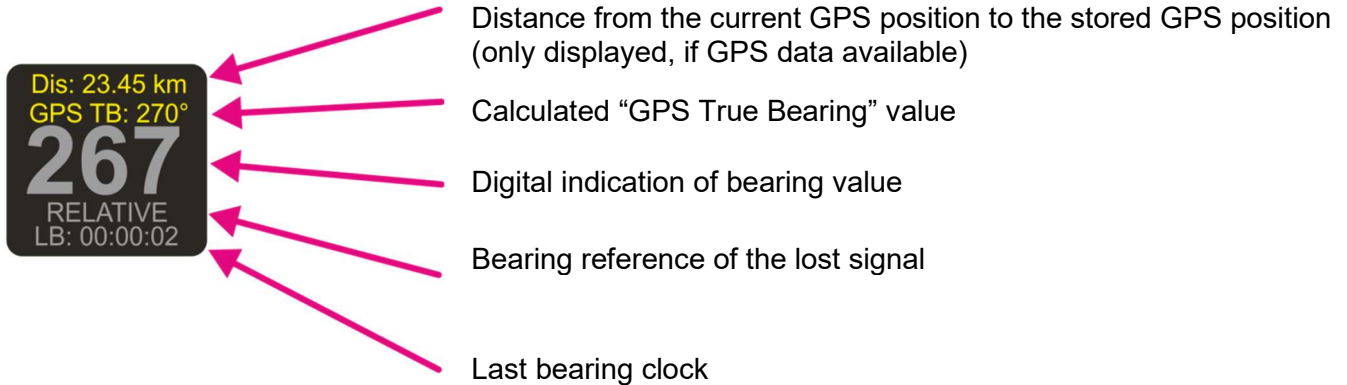 Distance from the current GPS position to the stored GPS position
(only displayed, if GPS data available)
Dis: 23.45 km
GPS TB: 270°
267
RELATIVE
LB: 00:00:02
Calculated “GPS True Bearing” value
Digital indication of bearing value
Bearing reference of the lost signal
Last bearing clock